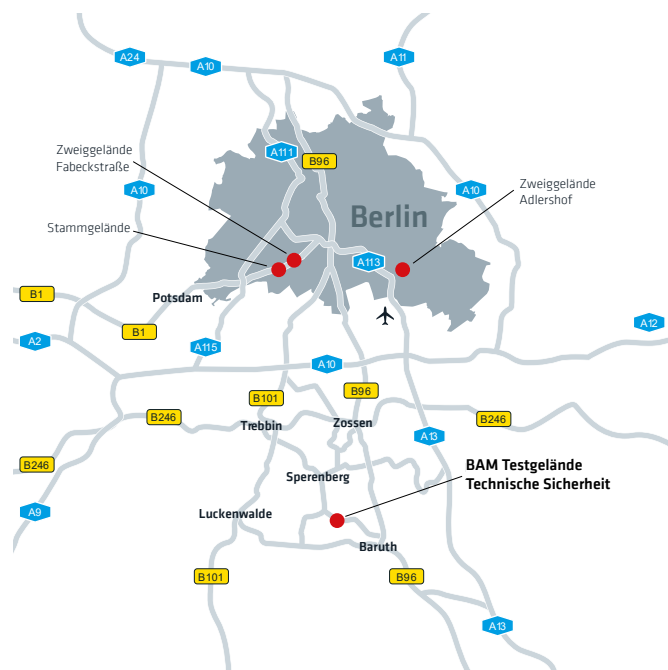 A24
A10
A11
Zweiggelände
Fabeckstraße
A111
B96
A10
A10
Zweiggelände
Adlershof
Berlin
Stammgelände
A113
B1
Potsdam
B1
A12
A2
A115
A10
B101
B96
B246
B246
Trebbin
Zossen
A13
B246
BAM Testgelände
Technische Sicherheit
Sperenberg
A9
Luckenwalde
Baruth
B101
B96
A13